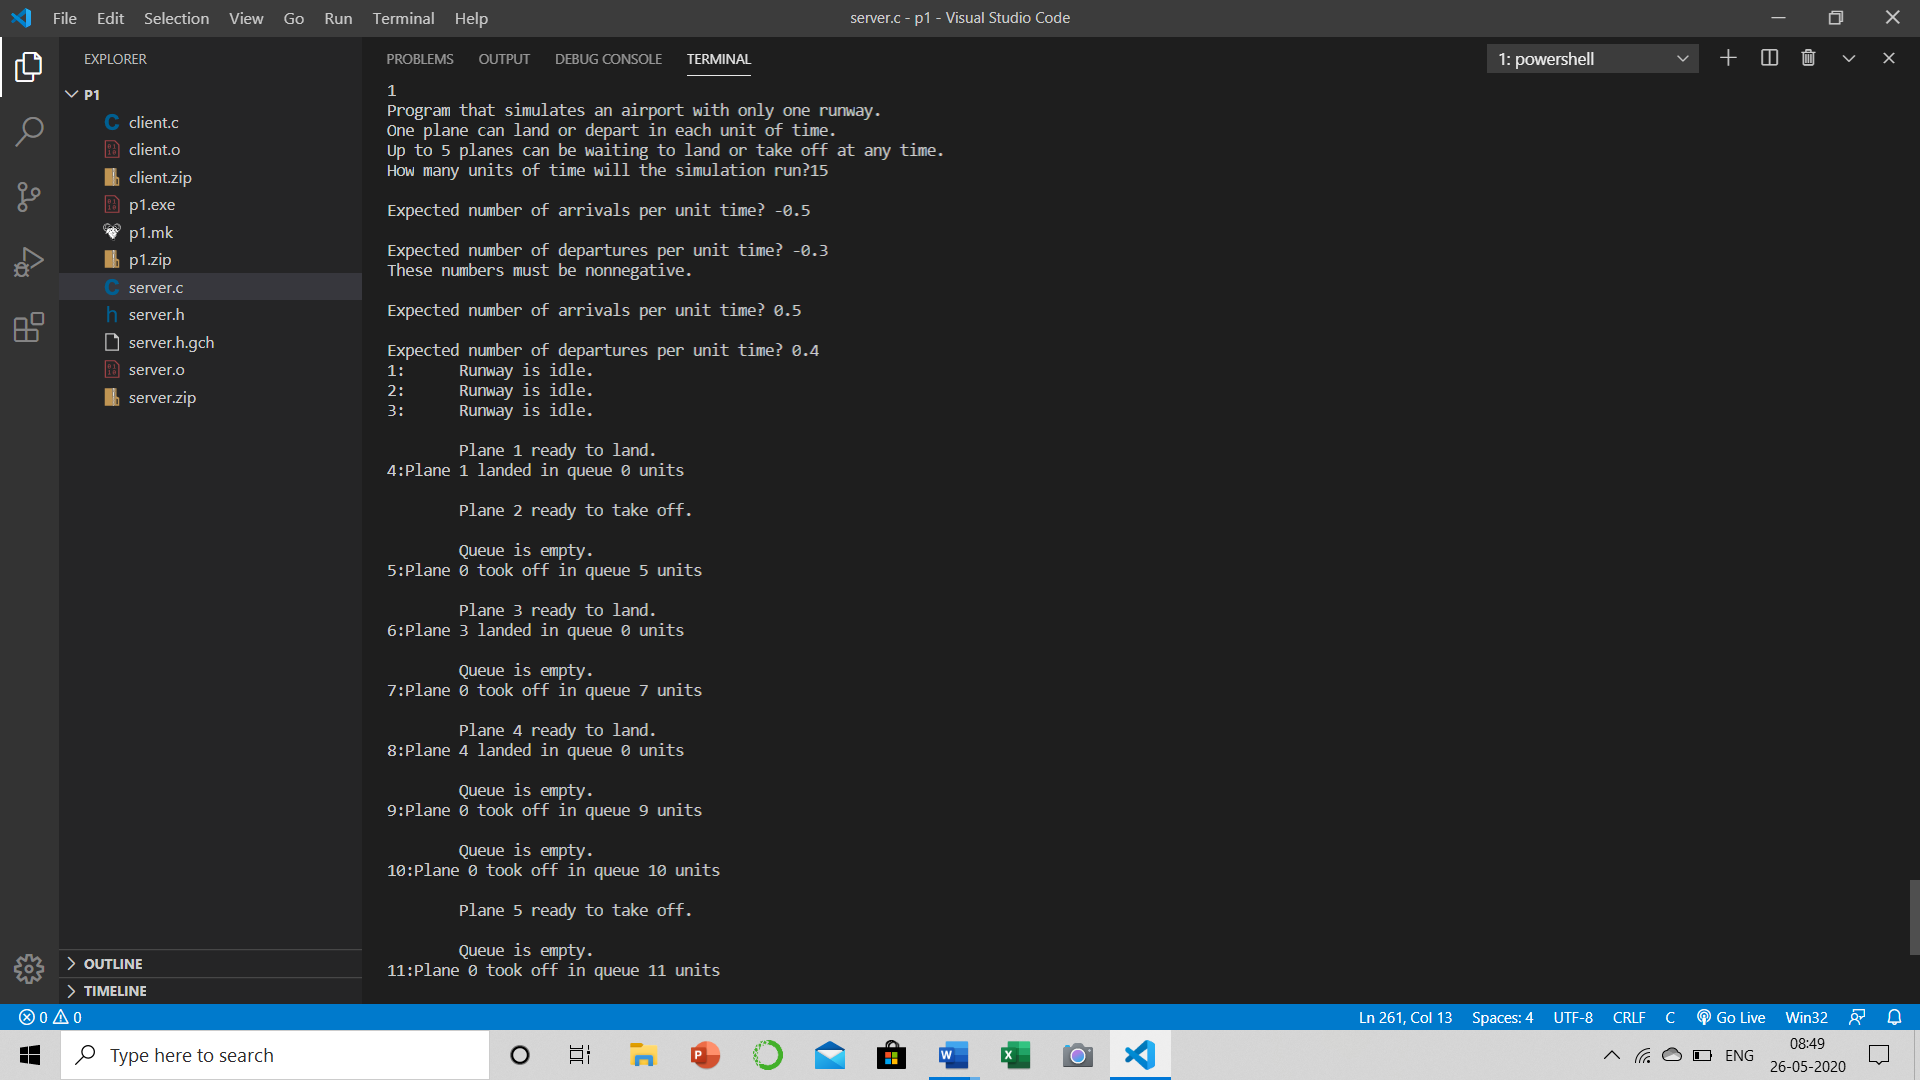 File Edit Selection View Go Run Terminal Help
server.c - p1 - Visual Studio Code
EXPLORER
P1
client.c
client.o
client.zip
p1.exe
p1.mk
p1.zip
server.c
server.h
server.h.gch
server.o
server.zip
OUTLINE
TIMELINE
PROBLEMS OUTPUT DEBUG CONSOLE TERMINAL
1: powershell
1
Program that simulates an airport with only one runway.
One plane can land or depart in each unit of time.
Up to 5 planes can be waiting to land or take off at any time.
How many units of time will the simulation run?15
Expected number of arrivals per unit time? -0.5
Expected number of departures per unit time? -0.3
These numbers must be nonnegative.
Expected number of arrivals per unit time? 0.5
Expected number of departures per unit time? 0.4
1: Runway is idle.
2: Runway is idle.
3: Runway is idle.
Plane 1 ready to land.
4:Plane 1 landed in queue 0 units
Plane 2 ready to take off.
Queue is empty.
5:Plane 0 took off in queue 5 units
Plane 3 ready to land.
6:Plane 3 landed in queue 0 units
Queue is empty.
7:Plane 0 took off in queue 7 units
Plane 4 ready to land.
8:Plane 4 landed in queue 0 units
Queue is empty.
9:Plane 0 took off in queue 9 units
Queue is empty.
10:Plane 0 took off in queue 10 units
Plane 5 ready to take off.
Queue is empty.
11:Plane 0 took off in queue 11 units
0 0
Ln 261, Col 13 Spaces: 4 UTF-8 CRLF C Go Live Win32
Type here to search
ENG
08:49
26-05-2020